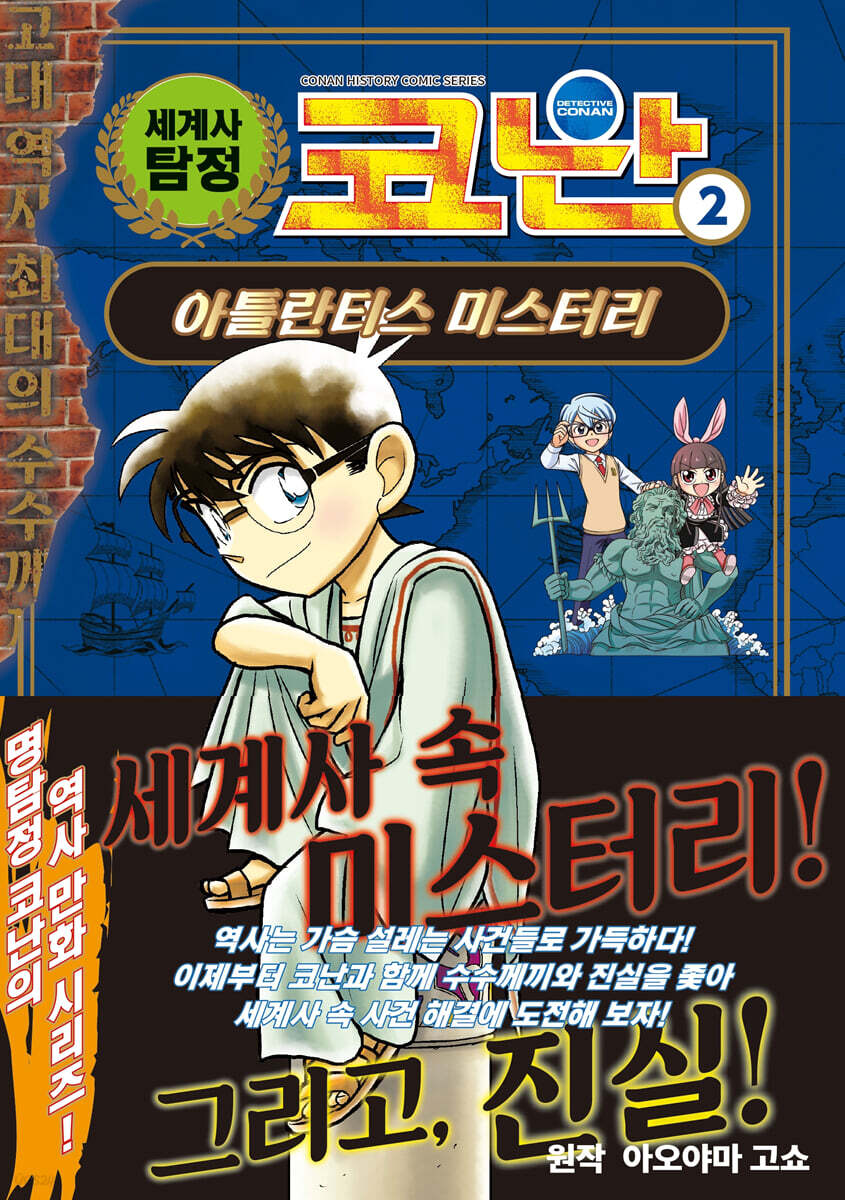 고대 역사 최대의 수수께끼
CONAN HISTORY COMIC SERIES
세계사
탐정
DETECTIVE
CONAN
코난
2
아틀란티스 미스터리
명탐정 코난의
역사 만화 시리즈!
세계사 속
미스터리!
역사는 가슴 설레는 사건들로 가득하다!
이제부터 코난과 함께 수수께끼와 진실을 좇아
세계사 속 사건 해결에 도전해 보자!
그리고, 진실!
원작 아오야마 고쇼